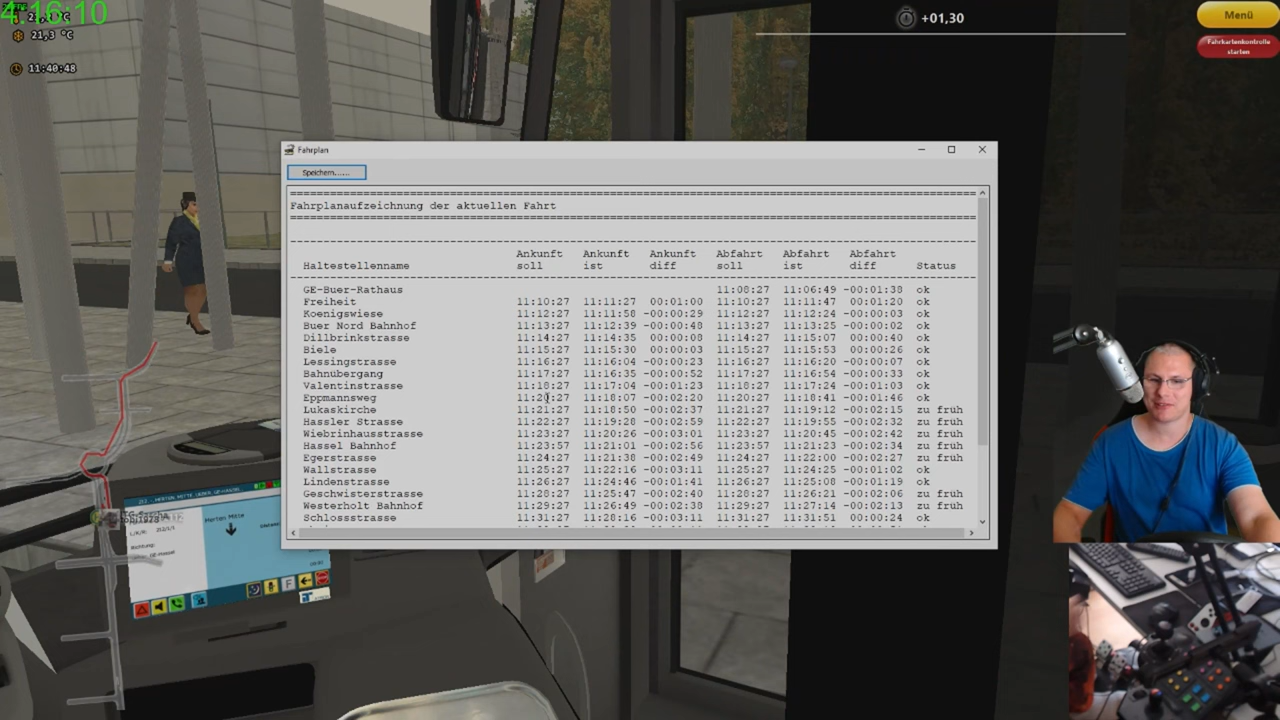 4:16:10
21,3 °C
11:40:48
+01,30
Menü
Fahrkartenkontrolle
starten
Fahrplan
Speichern......
Fahrplanaufzeichnung der aktuellen Fahrt
Ankunft Ankunft Ankunft Abfahrt Abfahrt Abfahrt
Haltestellenname soll ist diff soll ist diff Status
GE-Buer-Rathaus 11:08:27 11:06:49 -00:01:38 ok
Freiheit 11:10:27 11:11:27 00:01:00 11:10:27 11:11:47 00:01:20 ok
Koenigswiese 11:12:27 11:11:58 -00:00:29 11:12:27 11:12:24 -00:00:03 ok
Buer Nord Bahnhof 11:13:27 11:12:39 -00:00:48 11:13:27 11:13:25 -00:00:02 ok
Dillbrinkstrasse 11:14:27 11:14:35 00:00:08 11:14:27 11:15:07 00:00:40 ok
Biele 11:15:27 11:15:30 00:00:03 11:15:27 11:15:53 00:00:26 ok
Lessingstrasse 11:16:27 11:16:04 -00:00:23 11:16:27 11:16:20 -00:00:07 ok
Bahnübergang 11:17:27 11:16:35 -00:00:52 11:17:27 11:16:54 -00:00:33 ok
Valentinstrasse 11:18:27 11:17:04 -00:01:23 11:18:27 11:17:24 -00:01:03 ok
Eppmannsweg 11:20:27 11:18:07 -00:02:20 11:20:27 11:18:41 -00:01:46 ok
Lukaskirche 11:21:27 11:18:50 -00:02:37 11:21:27 11:19:12 -00:02:15 zu früh
Hassler Strasse 11:22:27 11:19:28 -00:02:59 11:22:27 11:19:55 -00:02:32 zu früh
Wiebrinhausstrasse 11:23:27 11:20:26 -00:03:01 11:23:27 11:20:45 -00:02:42 zu früh
Hassel Bahnhof 11:23:57 11:21:01 -00:02:56 11:23:57 11:21:23 -00:02:34 zu früh
Egerstrasse 11:24:27 11:21:38 -00:02:49 11:24:27 11:22:00 -00:02:27 zu früh
Wallstrasse 11:25:27 11:22:16 -00:03:11 11:25:27 11:24:25 -00:01:02 ok
Lindenstrasse 11:26:27 11:24:46 -00:01:41 11:26:27 11:25:08 -00:01:19 ok
Geschwisterstrasse 11:28:27 11:25:47 -00:02:40 11:28:27 11:26:21 -00:02:06 zu früh
Westerholt Bahnhof 11:29:27 11:26:49 -00:02:38 11:29:27 11:27:14 -00:02:13 zu früh
Schlossstrasse 11:31:27 11:28:16 -00:03:11 11:31:27 11:31:51 00:00:24 ok
Herten Mitte
F